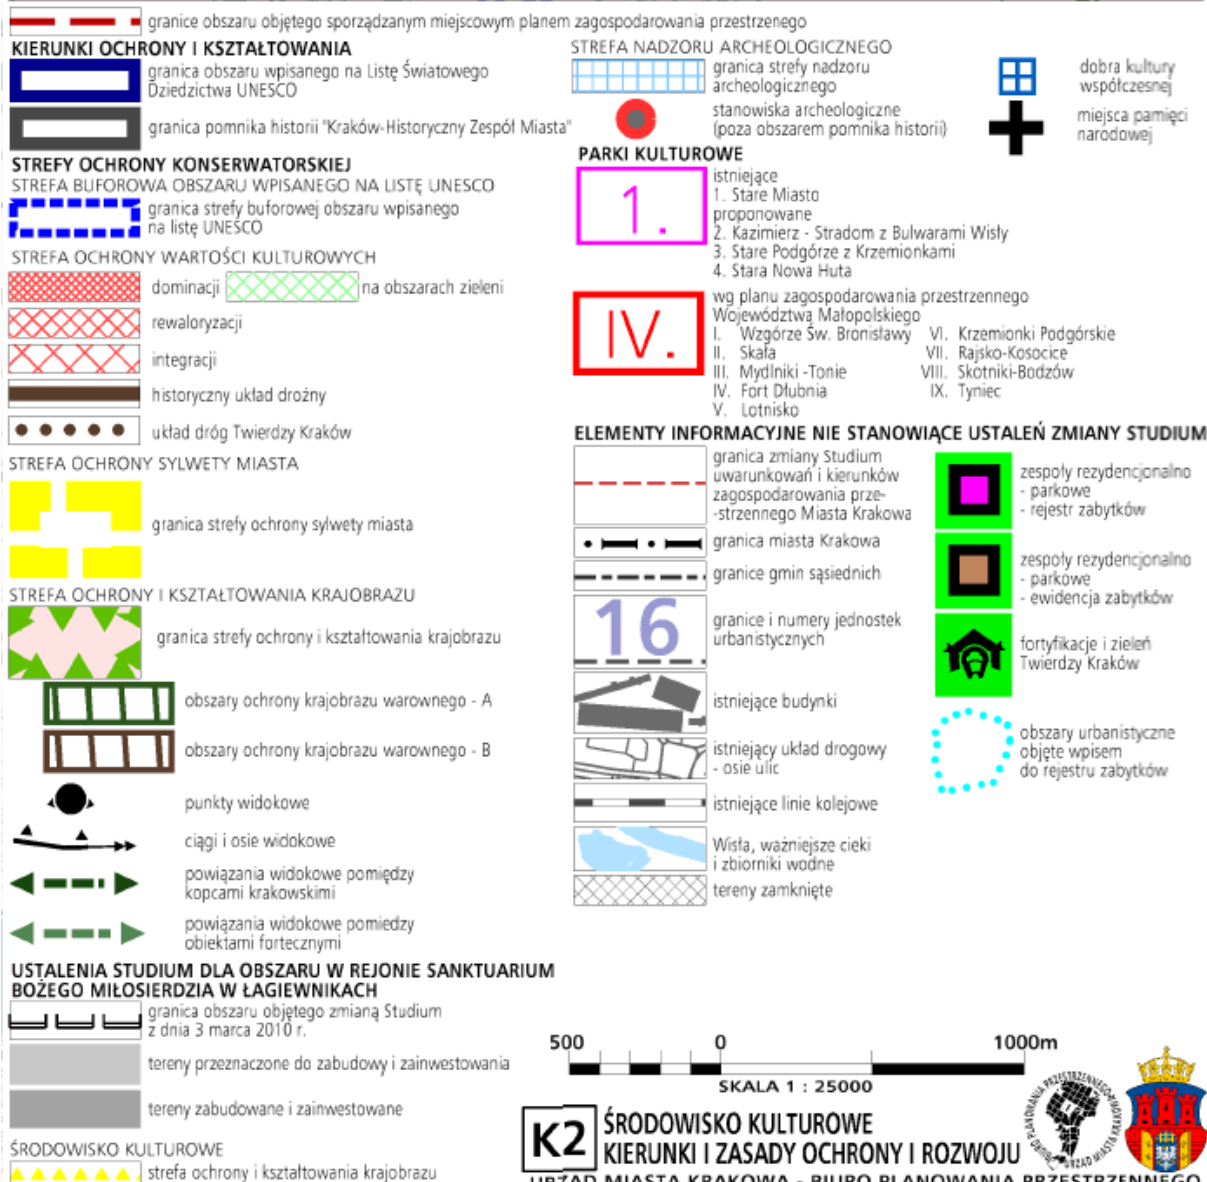 granice obszaru objętego sporządzanym miejscowym planem zagospodarowania przestrzenego
KIERUNKI OCHRONY I KSZTAŁTOWANIA
granica obszaru wpisanego na Listę Światowego
Dziedzictwa UNESCO
granica pomnika historii "Kraków-Historyczny Zespół Miasta"
STREFY OCHRONY KONSERWATORSKIEJ
STREFA BUFOROWA OBSZARU WPISANEGO NA LISTĘ UNESCO
granica strefy buforowej obszaru wpisanego
na listę UNESCO
STREFA OCHRONY WARTOŚCI KULTUROWYCH
dominacji
na obszarach zieleni
rewaloryzacji
integracji
historyczny układ drożny
układ dróg Twierdzy Kraków
STREFA OCHRONY SYLWETY MIASTA
granica strefy ochrony sylwety miasta
STREFA OCHRONY I KSZTAŁTOWANIA KRAJOBRAZU
granica strefy ochrony i kształtowania krajobrazu
obszary ochrony krajobrazu warownego - A
obszary ochrony krajobrazu warownego - B
punkty widokowe
ciągi i osie widokowe
powiązania widokowe pomiędzy
kopcami krakowskimi
powiązania widokowe pomiedzy
obiektami fortecznymi
USTALENIA STUDIUM DLA OBSZARU W REJONIE SANKTUARIUM
BOŻEGO MIŁOSIERDZIA W ŁAGIEWNIKACH
granica obszaru objętego zmianą Studium
z dnia 3 marca 2010 r.
tereny przeznaczone do zabudowy i zainwestowania
tereny zabudowane i zainwestowane
ŚRODOWISKO KULTUROWE
strefa ochrony i kształtowania krajobrazu
STREFA NADZORU ARCHEOLOGICZNEGO
granica strefy nadzoru
archeologicznego
stanowiska archeologiczne
(poza obszarem pomnika historii)
dobra kultury
współczesnej
miejsca pamięci
narodowej
PARKI KULTUROWE
1.
istniejące
1. Stare Miasto
proponowane
2. Kazimierz - Stradom z Bulwarami Wisły
3. Stare Podgórze z Krzemionkami
4. Stara Nowa Huta
IV.
wg planu zagospodarowania przestrzennego
Województwa Małopolskiego
I. Wzgórze Św. Bronisławy
II. Skała
III. Mydlniki -Tonie
IV. Fort Dłubnia
V. Lotnisko
VI. Krzemionki Podgórskie
VII. Rajsko-Kosocice
VIII. Skotniki-Bodzów
IX. Tyniec
ELEMENTY INFORMACYJNE NIE STANOWIĄCE USTALEŃ ZMIANY STUDIUM
granica zmiany Studium
uwarunkowań i kierunków
zagospodarowania prze-
-strzennego Miasta Krakowa
granica miasta Krakowa
granice gmin sąsiednich
16
granice i numery jednostek
urbanistycznych
istniejące budynki
istniejący układ drogowy
- osie ulic
istniejące linie kolejowe
Wisła, ważniejsze cieki
i zbiorniki wodne
tereny zamknięte
zespoły rezydencjonalno
- parkowe
- rejestr zabytków
zespoły rezydencjonalno
- parkowe
- ewidencja zabytków
fortyfikacje i zieleń
Twierdzy Kraków
obszary urbanistyczne
objęte wpisem
do rejestru zabytków
500 0 1000m
SKALA 1 : 25000
K2
ŚRODOWISKO KULTUROWE
KIERUNKI I ZASADY OCHRONY I ROZWOJU
BIURO PLANOWANIA PRZESTRZENNEGO
URZĄD MIASTA KRAKOWA
URZĄD MIASTA KRAKOWA - BIURO PLANOWANIA PRZESTRZENNEGO